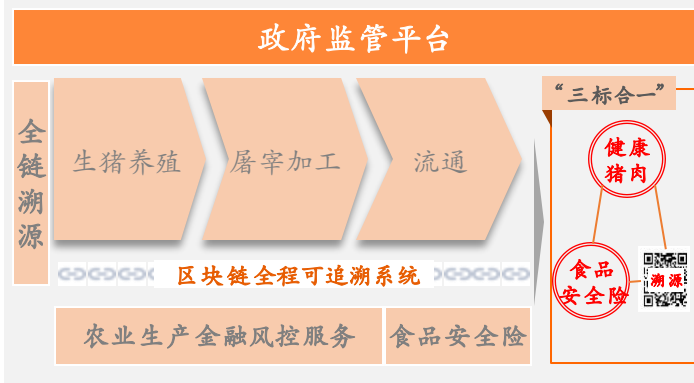 政府监管平台
全链溯源
生猪养殖
屠宰加工
流通
区块链全程可追溯系统
农业生产金融风控服务
食品安全险
“三标合一”
健康
猪肉
食品
安全险
溯源